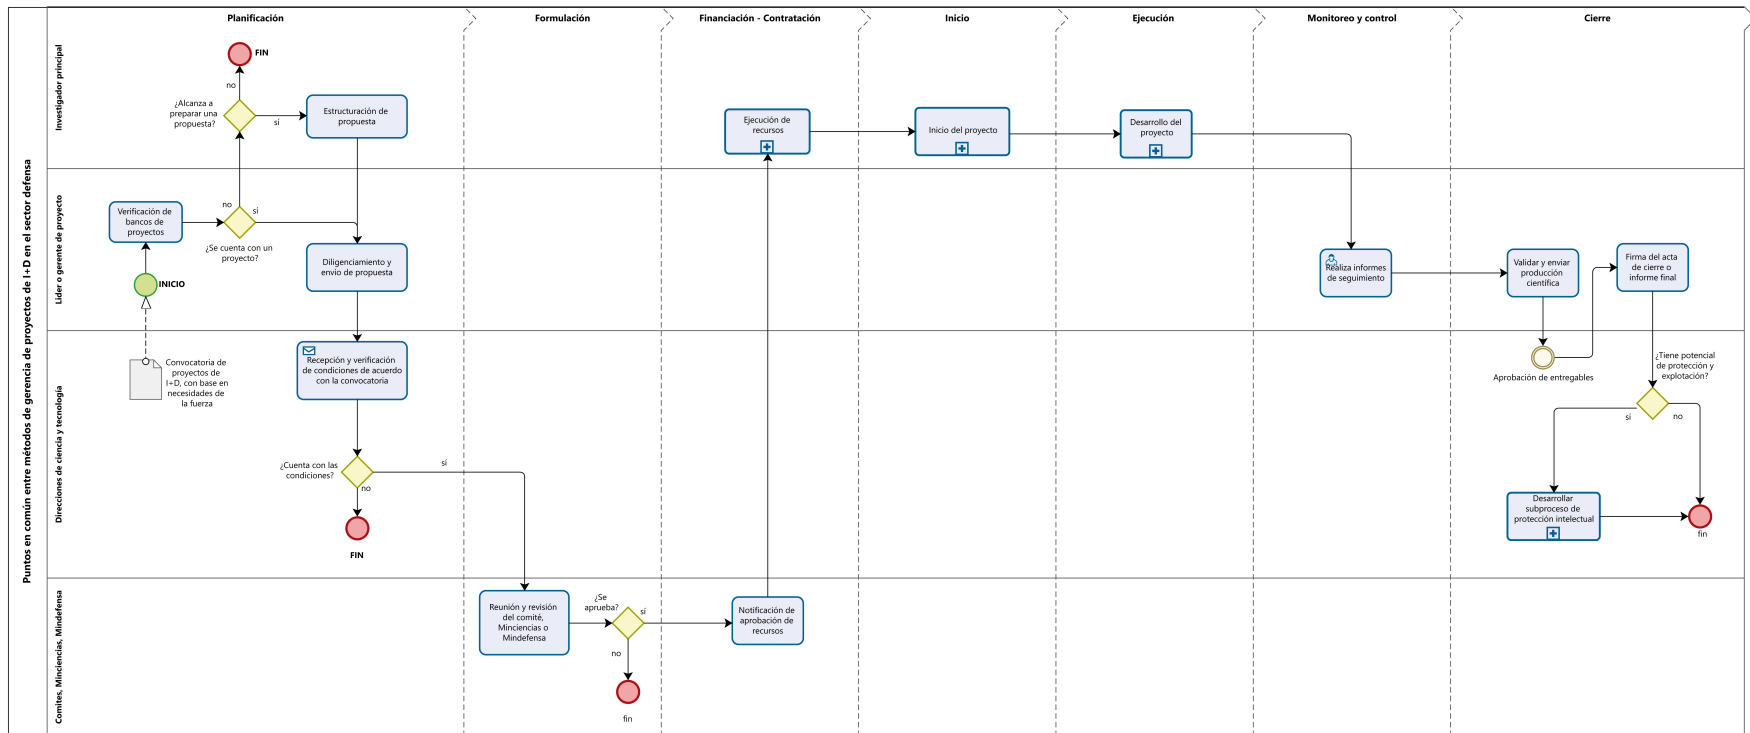 Puntos en común entre métodos de gerencia de proyectos de I+D en el sector defensa
Planificación
Formulación
Financiación - Contratación
Inicio
Ejecución
Monitoreo y control
Cierre
Investigador principal
FIN
no
¿Alcanza a
preparar una
propuesta?
si
Estructuración de
propuesta
Ejecución de
recursos
Inicio del proyecto
Desarrollo del
proyecto
Líder o gerente de proyecto
Verificación de
bancos de
proyectos
no
sí
¿Se cuenta con un
proyecto?
INICIO
Diligenciamiento y
envío de propuesta
Realiza informes
de seguimiento
Validar y enviar
producción
científica
Firma del acta
de cierre o
informe final
Direcciones de ciencia y tecnología
Convocatoria de
proyectos de
I+D, con base en
necesidades de
la fuerza
Recepción y verificación
de condiciones de acuerdo
con la convocatoria
¿Cuenta con las
condiciones?
sí
no
FIN
Aprobación de entregables
¿Tiene potencial
de protección y
explotación?
sí
no
Desarrollar
subproceso de
protección intelectual
fin
Comites, Minciencias, Mindefensa
Reunión y revisión
del comité,
Minciencias o
Mindefensa
¿Se
aprueba?
sí
no
fin
Notificación de
aprobación de
recursos